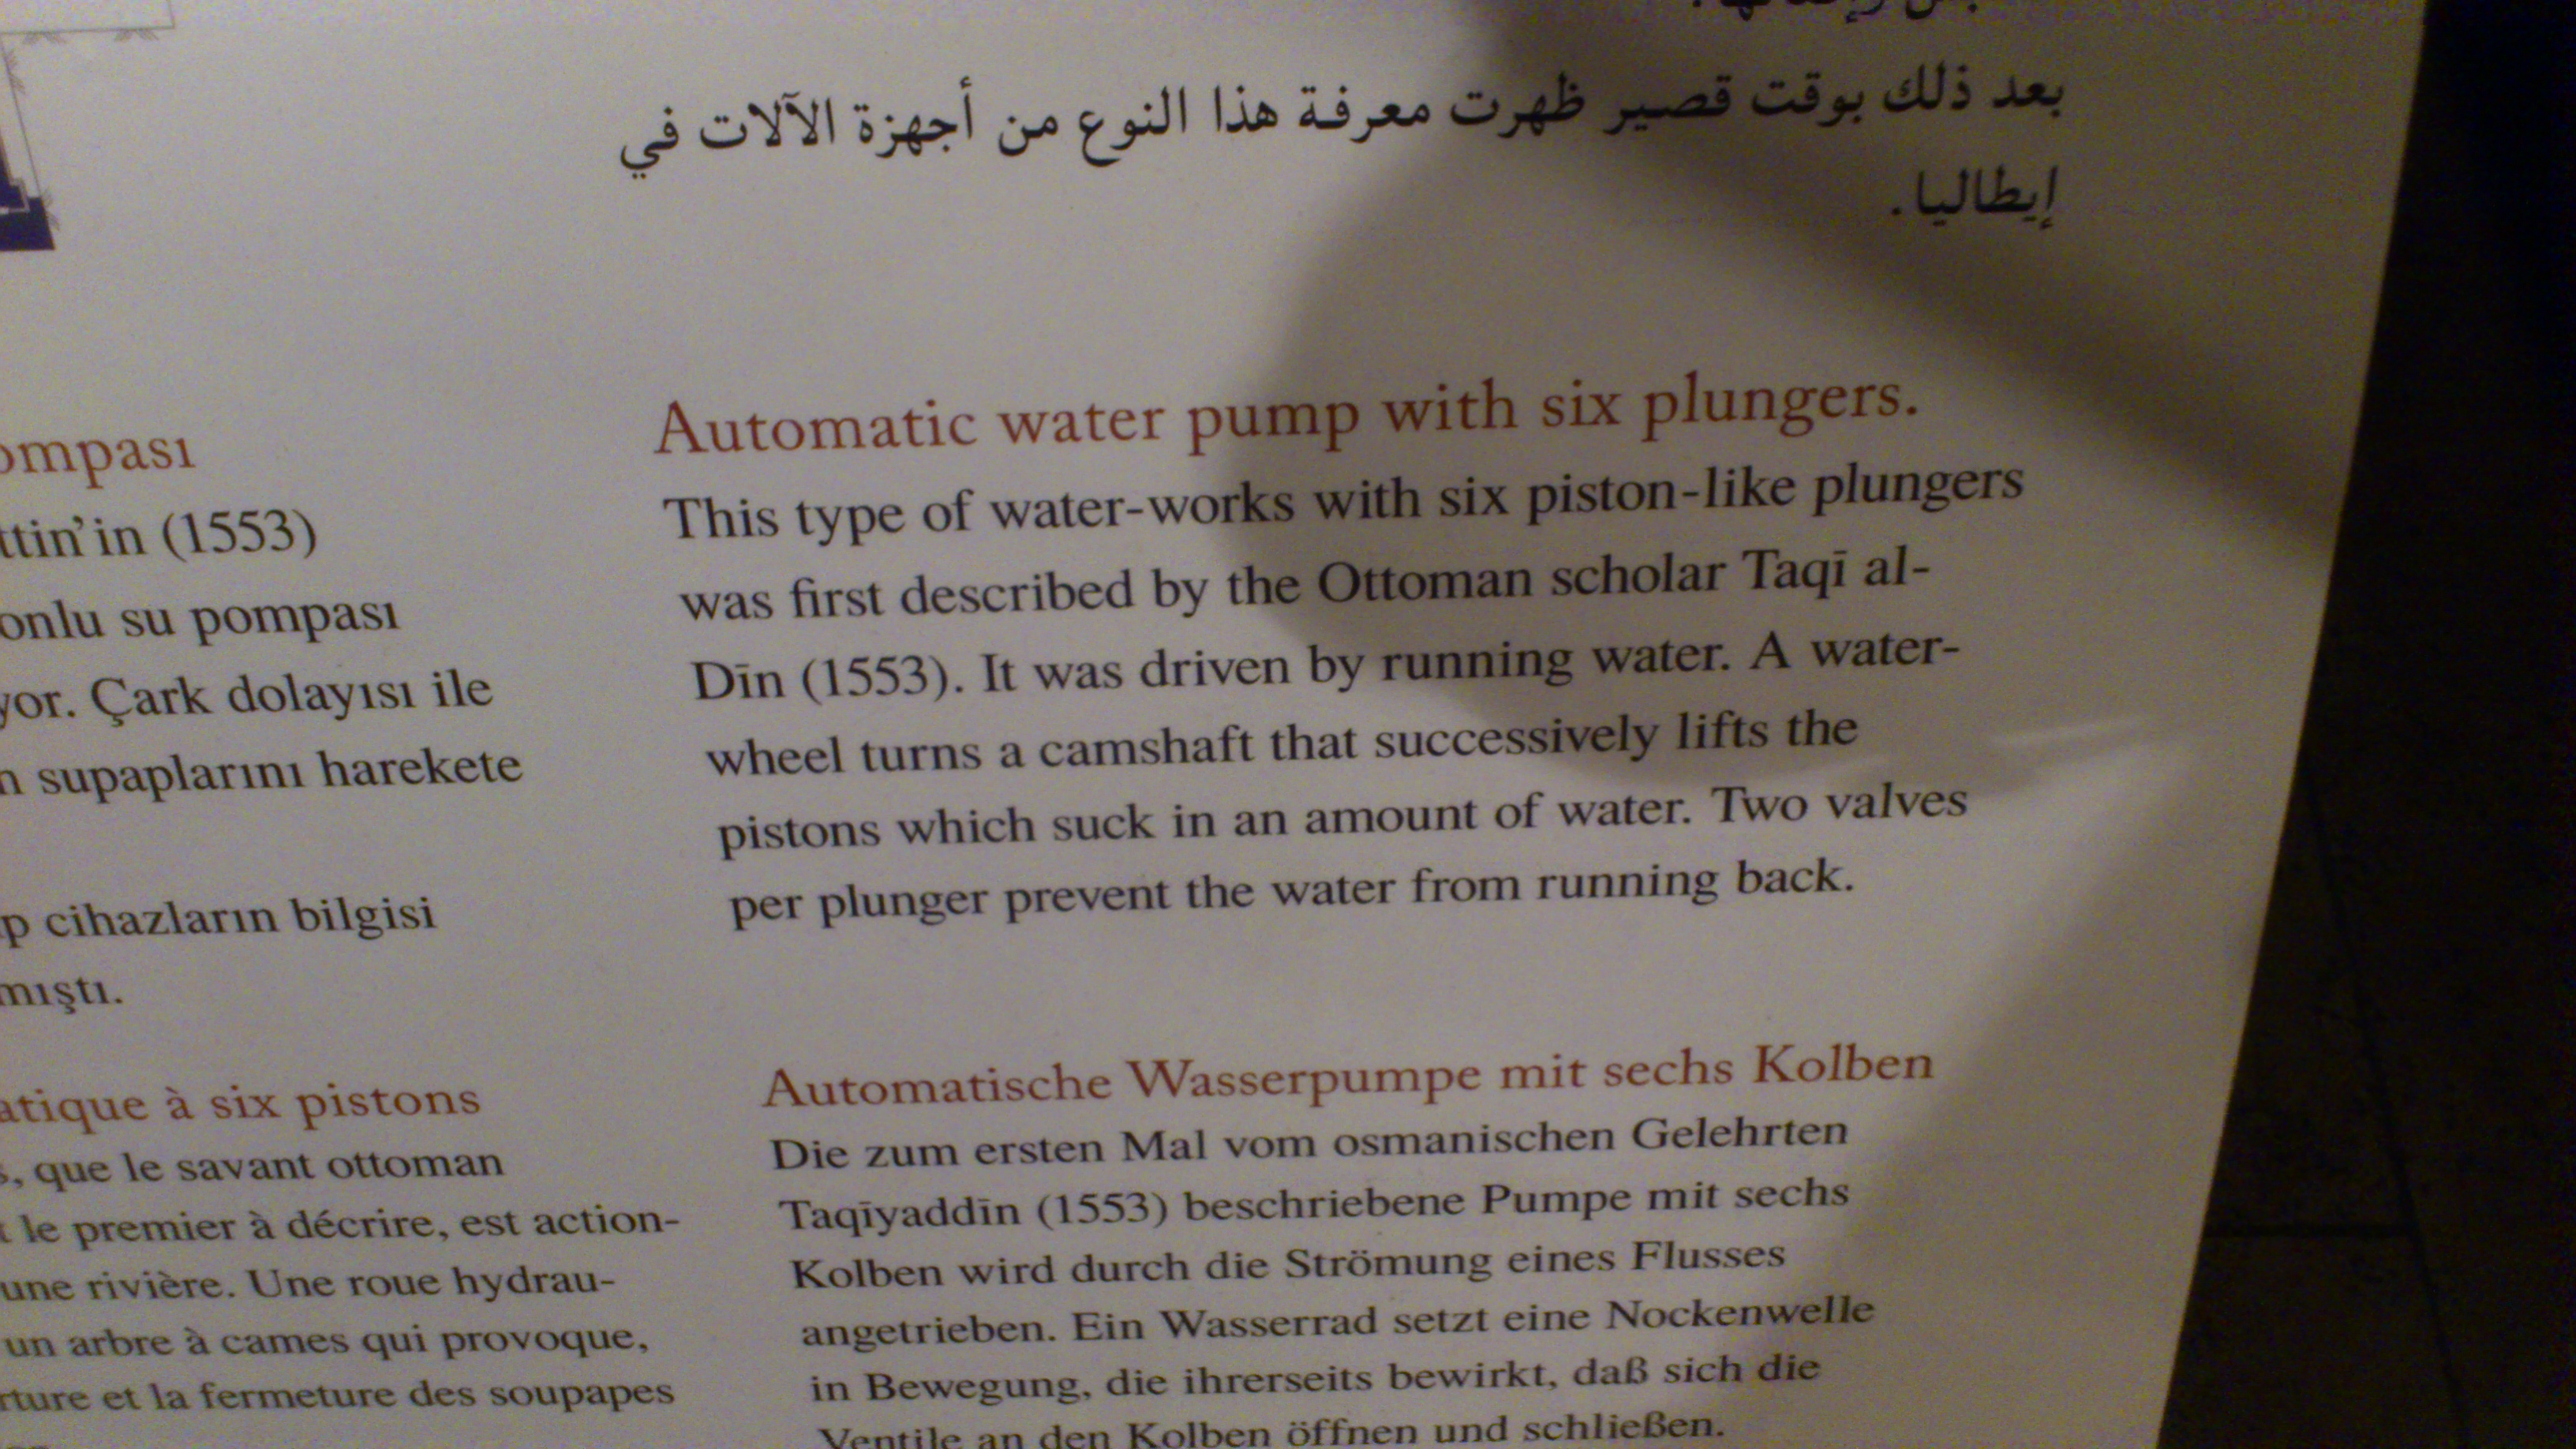 بعد ذلك بوقت قصير ظهرت معرفة هذا النوع من أجهزة الآلات في
إيطاليا.
Automatic water pump with six plungers.
This type of water-works with six piston-like plungers
was first described by the Ottoman scholar Taqī al-
Dīn (1553). It was driven by running water. A water-
wheel turns a camshaft that successively lifts the
pistons which suck in an amount of water. Two valves
per plunger prevent the water from running back.
ompası
ttin'in (1553)
onlu su pompası
yor. Çark dolayısı ile
n supaplarını harekete
p cihazların bilgisi
mıştı.
atique à six pistons
s, que le savant ottoman
t le premier à décrire, est action-
une rivière. Une roue hydrau-
un arbre à cames qui provoque,
rture et la fermeture des soupapes
Automatische Wasserpumpe mit sechs Kolben
Die zum ersten Mal vom osmanischen Gelehrten
Taqīyaddīn (1553) beschriebene Pumpe mit sechs
Kolben wird durch die Strömung eines Flusses
angetrieben. Ein Wasserrad setzt eine Nockenwelle
in Bewegung, die ihrerseits bewirkt, daß sich die
Ventile an den Kolben öffnen und schließen.